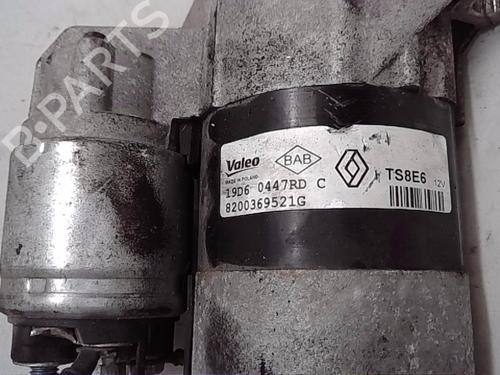 B·PARTS
Valeo
BAB
MADE IN POLAND
TS8E6 12V
19D6 0447RD C
8200369521G